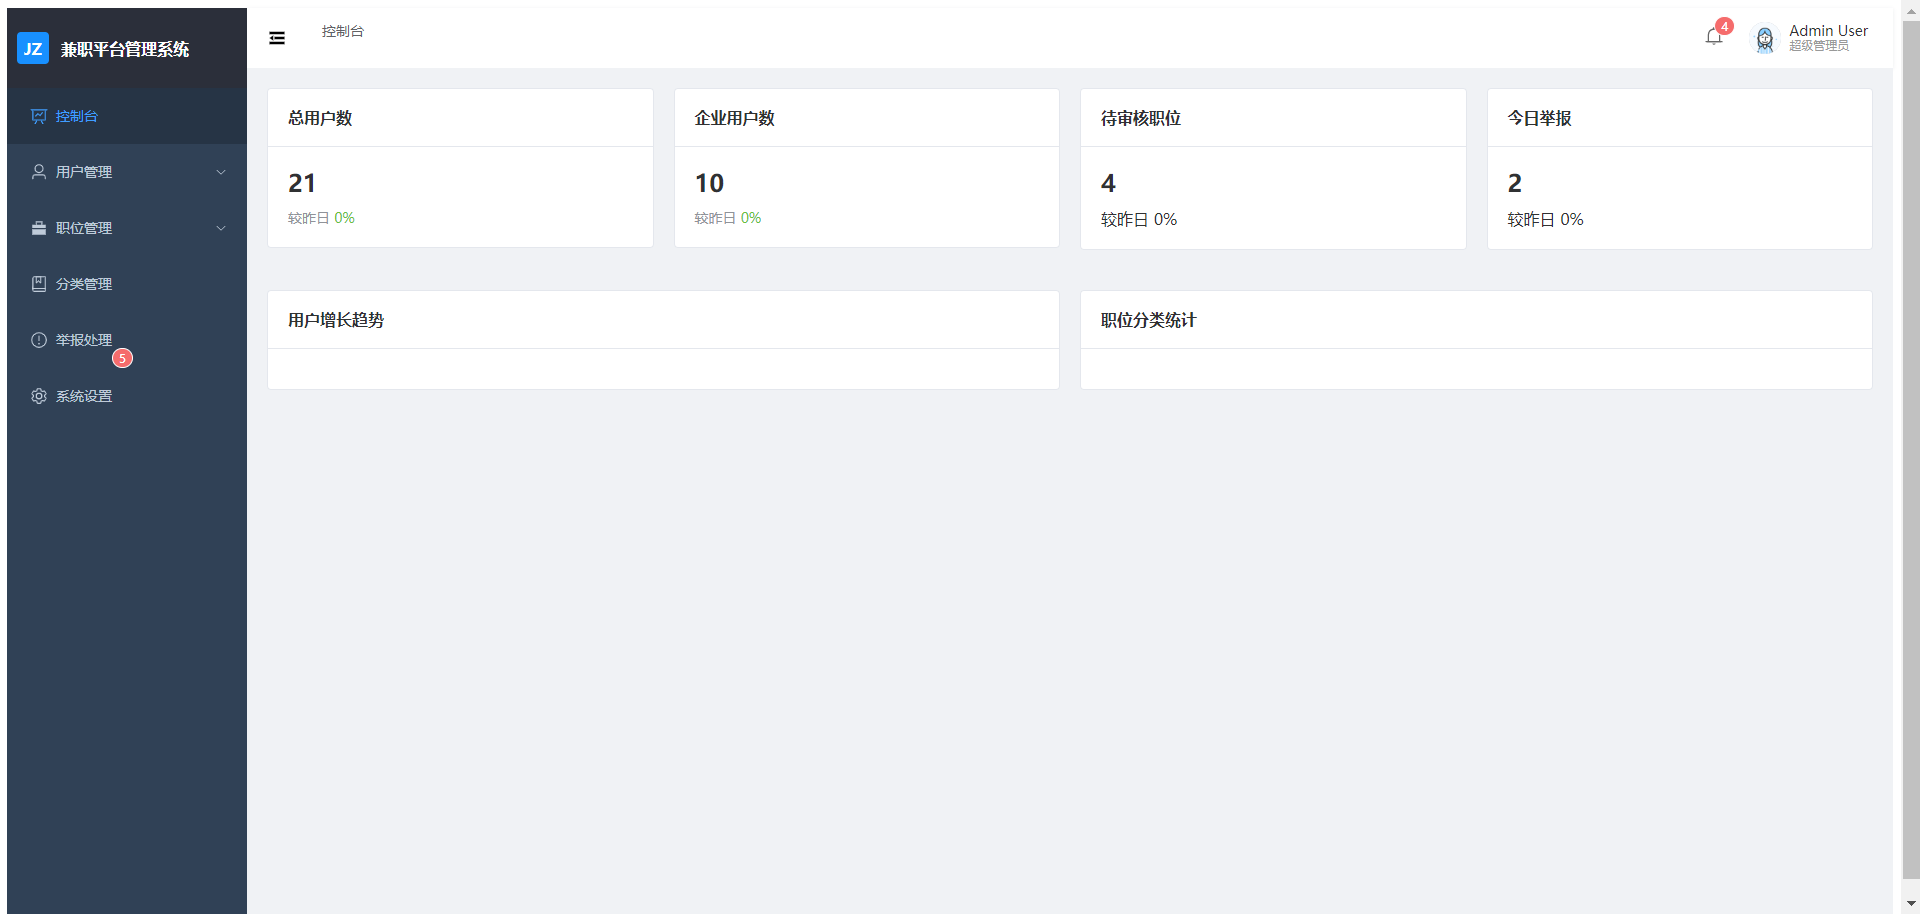 JZ 兼职平台管理系统
控制台
用户管理
职位管理
分类管理
举报处理
5
系统设置
控制台
4
Admin User
超级管理员
总用户数
21
较昨日 0%
企业用户数
10
较昨日 0%
待审核职位
4
较昨日 0%
今日举报
2
较昨日 0%
用户增长趋势
职位分类统计